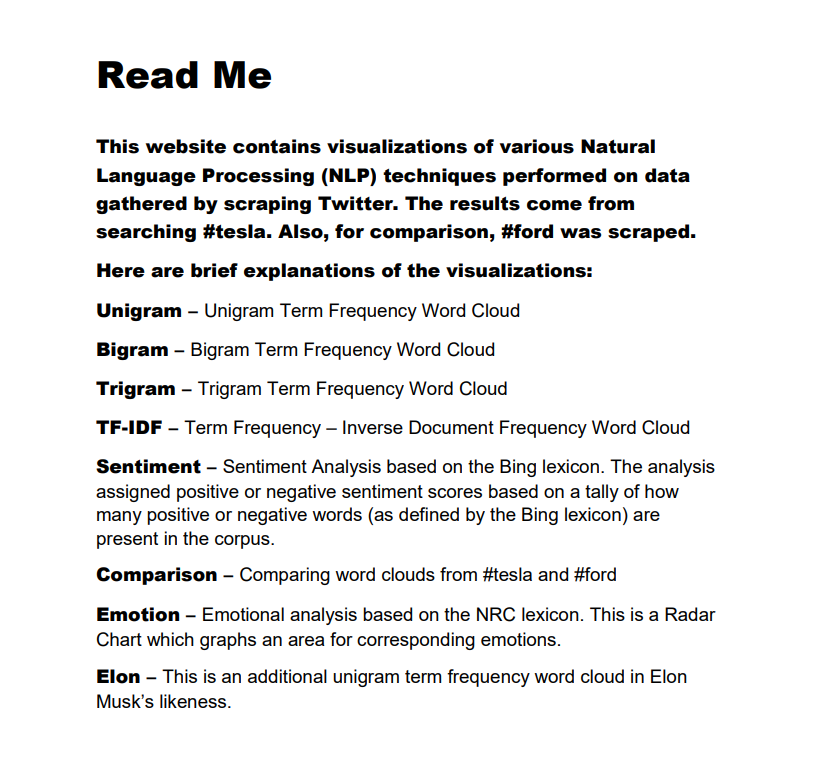 Read Me
This website contains visualizations of various Natural
Language Processing (NLP) techniques performed on data
gathered by scraping Twitter. The results come from
searching #tesla. Also, for comparison, #ford was scraped.
Here are brief explanations of the visualizations:
Unigram – Unigram Term Frequency Word Cloud
Bigram – Bigram Term Frequency Word Cloud
Trigram – Trigram Term Frequency Word Cloud
TF-IDF – Term Frequency – Inverse Document Frequency Word Cloud
Sentiment – Sentiment Analysis based on the Bing lexicon. The analysis
assigned positive or negative sentiment scores based on a tally of how
many positive or negative words (as defined by the Bing lexicon) are
present in the corpus.
Comparison – Comparing word clouds from #tesla and #ford
Emotion – Emotional analysis based on the NRC lexicon. This is a Radar
Chart which graphs an area for corresponding emotions.
Elon – This is an additional unigram term frequency word cloud in Elon
Musk’s likeness.